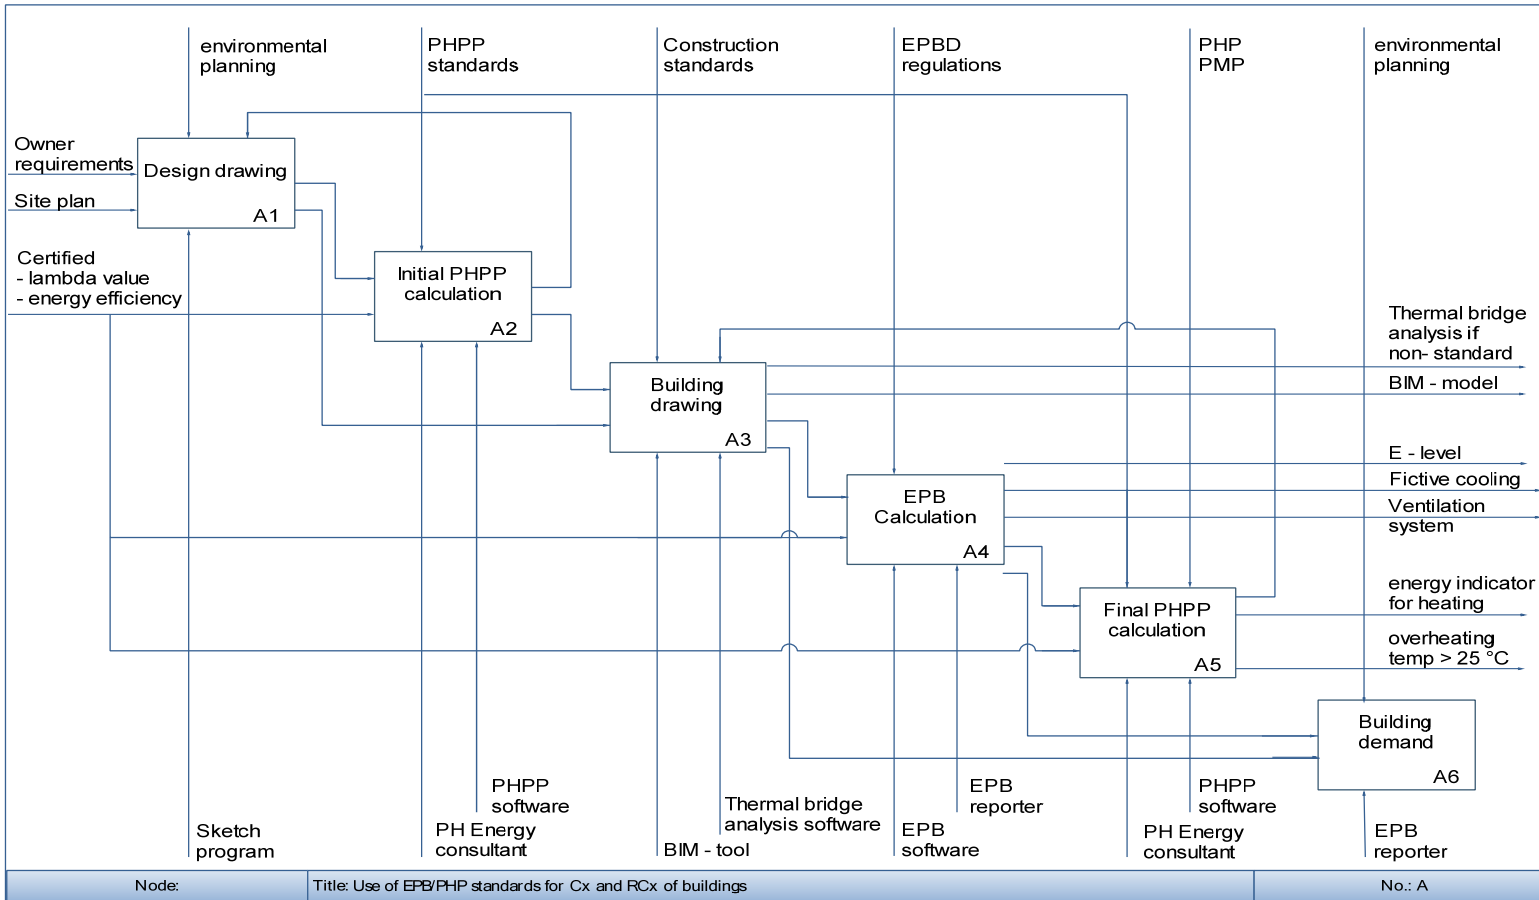 environmental
planning
PHPP
standards
Construction
standards
EPBD
regulations
PHP
PMP
environmental
planning
Owner
requirements
Site plan
Design drawing
A1
Certified
- lambda value
- energy efficiency
Initial PHPP
calculation
A2
Thermal bridge
analysis if
non- standard
BIM - model
Building
drawing
A3
E - level
Fictive cooling
Ventilation
system
EPB
Calculation
A4
energy indicator
for heating
overheating
temp > 25 °C
Final PHPP
calculation
A5
Building
demand
A6
PHPP
software
Thermal bridge
analysis software
EPB
reporter
PHPP
software
Sketch
program
PH Energy
consultant
BIM - tool
EPB
software
PH Energy
consultant
EPB
reporter
Node:
Title: Use of EPB/PHP standards for Cx and RCx of buildings
No.: A